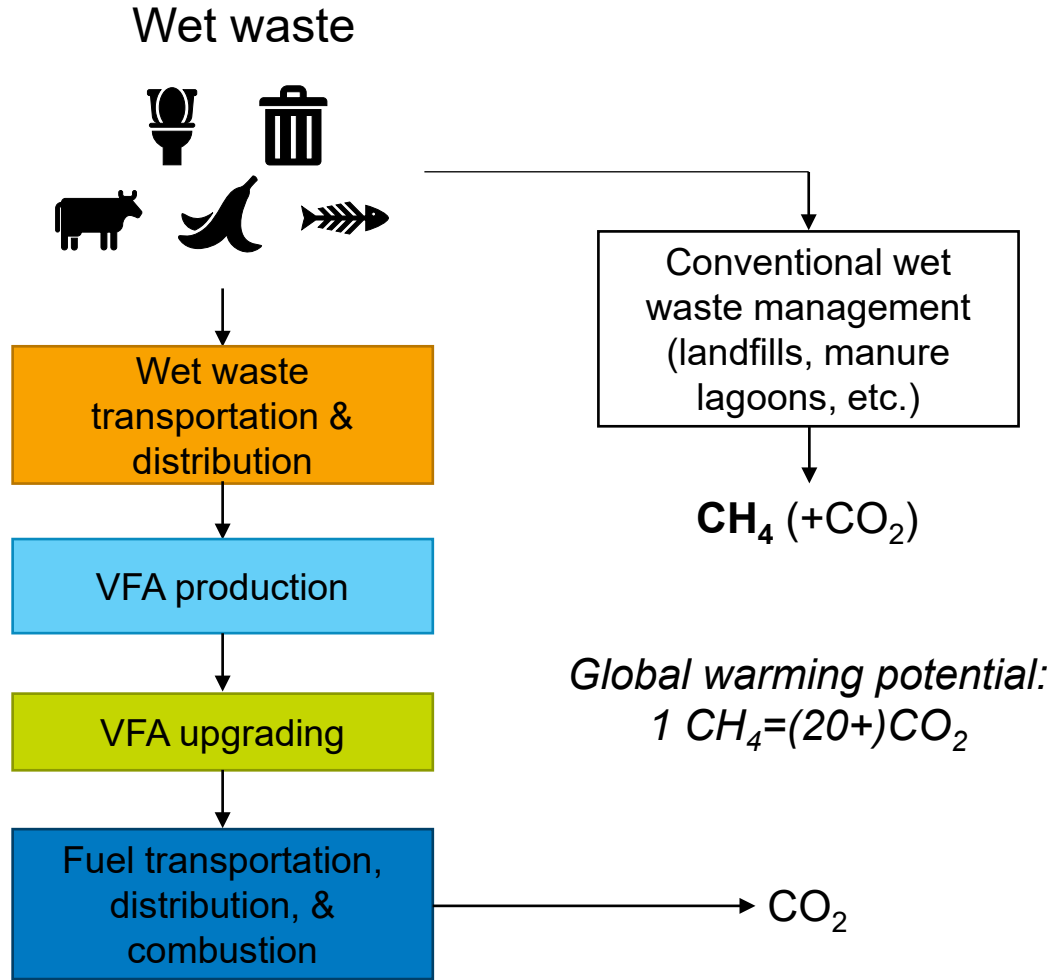 Wet waste
Conventional wet
waste management
(landfills, manure
lagoons, etc.)
CH₄ (+CO₂)
Wet waste
transportation &
distribution
VFA production
VFA upgrading
Global warming potential:
1 CH₄=(20+)CO₂
Fuel transportation,
distribution, &
combustion
CO₂